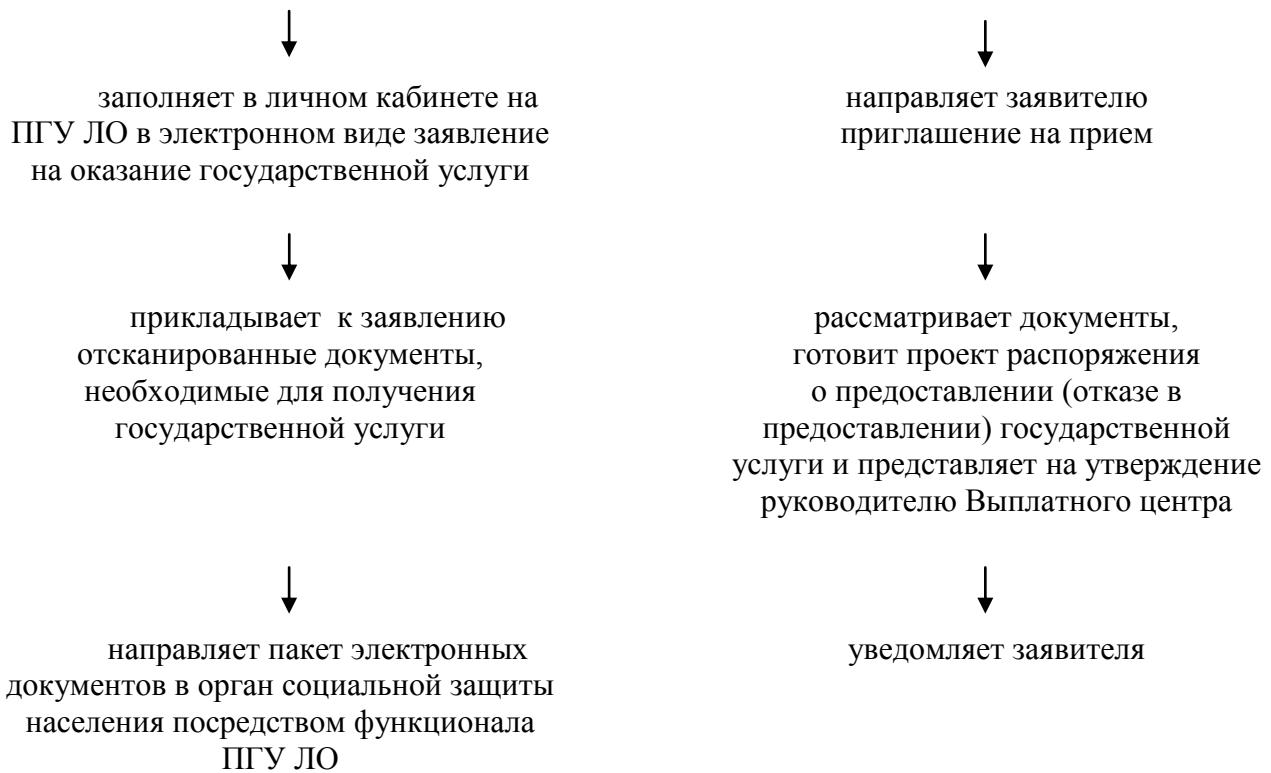 заполняет в личном кабинете на
ПГУ ЛО в электронном виде заявление
на оказание государственной услуги
прикладывает к заявлению
отсканированные документы,
необходимые для получения
государственной услуги
направляет пакет электронных
документов в орган социальной защиты
населения посредством функционала
ПГУ ЛО
направляет заявителю
приглашение на прием
рассматривает документы,
готовит проект распоряжения
о предоставлении (отказе в
предоставлении) государственной
услуги и представляет на утверждение
руководителю Выплатного центра
уведомляет заявителя